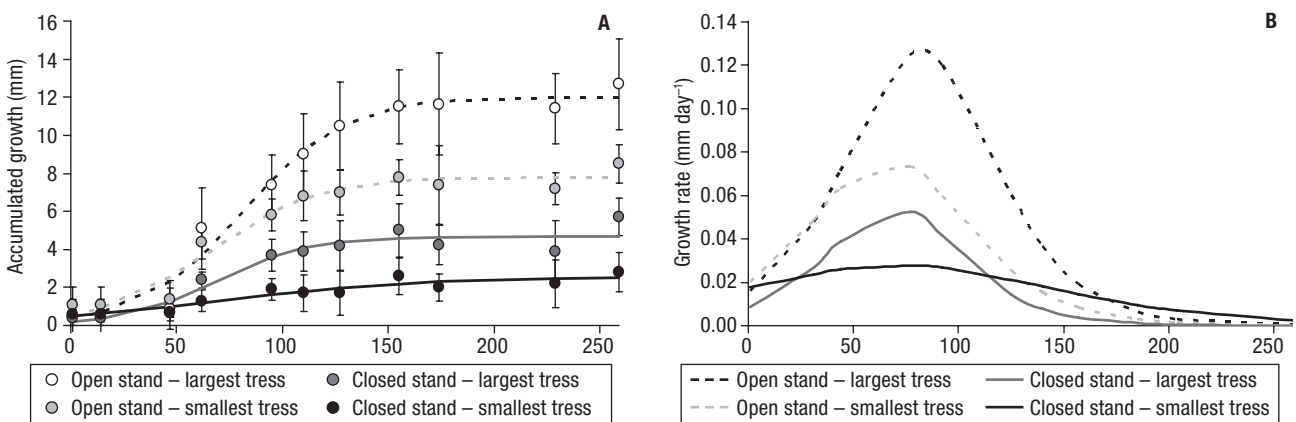 A
Accumulated growth (mm)
16
14
12
10
8
6
4
2
0
0 50 100 150 200 250
Open stand – largest tress Closed stand – largest tress
Open stand – smallest tress Closed stand – smallest tress
B
Growth rate (mm day⁻¹)
0.14
0.12
0.10
0.08
0.06
0.04
0.02
0.00
0 50 100 150 200 250
Open stand – largest tress Closed stand – largest tress
Open stand – smallest tress Closed stand – smallest tress